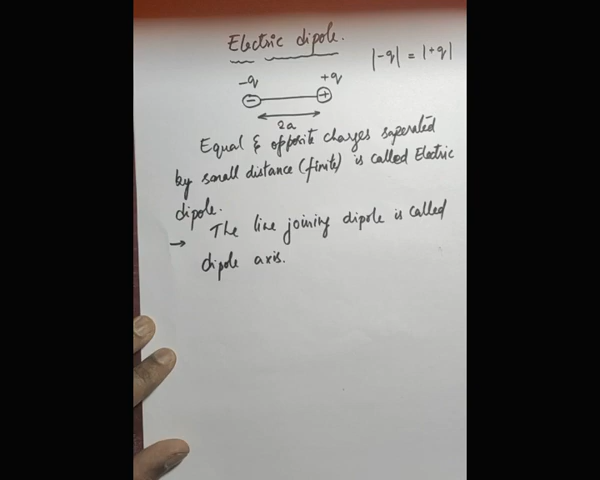 Electric dipole.
|-q| = |+q|
-q +q
- +
2a
Equal & opposite charges saperated
by small distance (finite) is called Electric
dipole.
→ The line joining dipole is called
dipole axis.